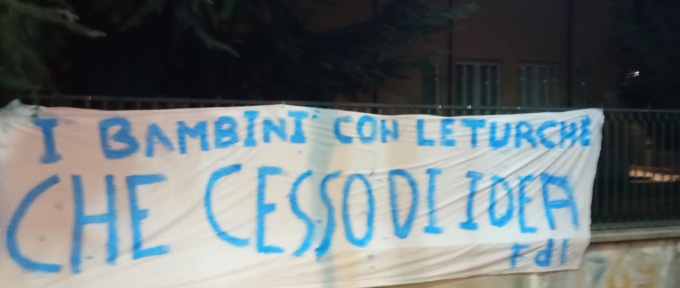 I BAMBINI CON LE TURCHE
CHE CESSO DI IDEA
FdI